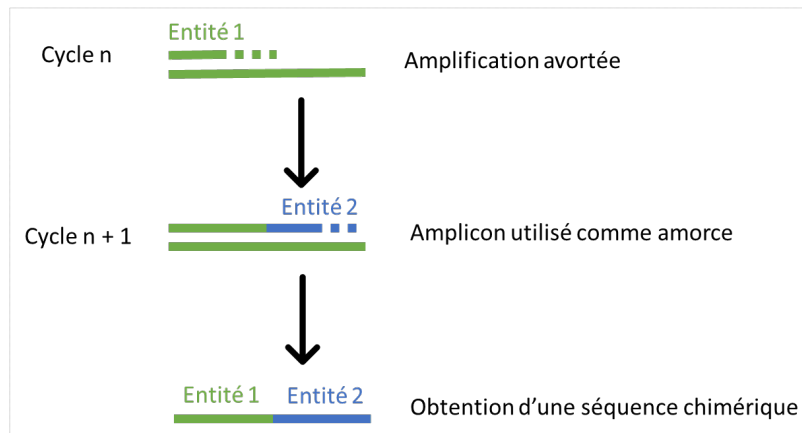 Entité 1
Cycle n
Amplification avortée
Entité 2
Cycle n + 1
Amplicon utilisé comme amorce
Entité 1 Entité 2
Obtention d'une séquence chimérique